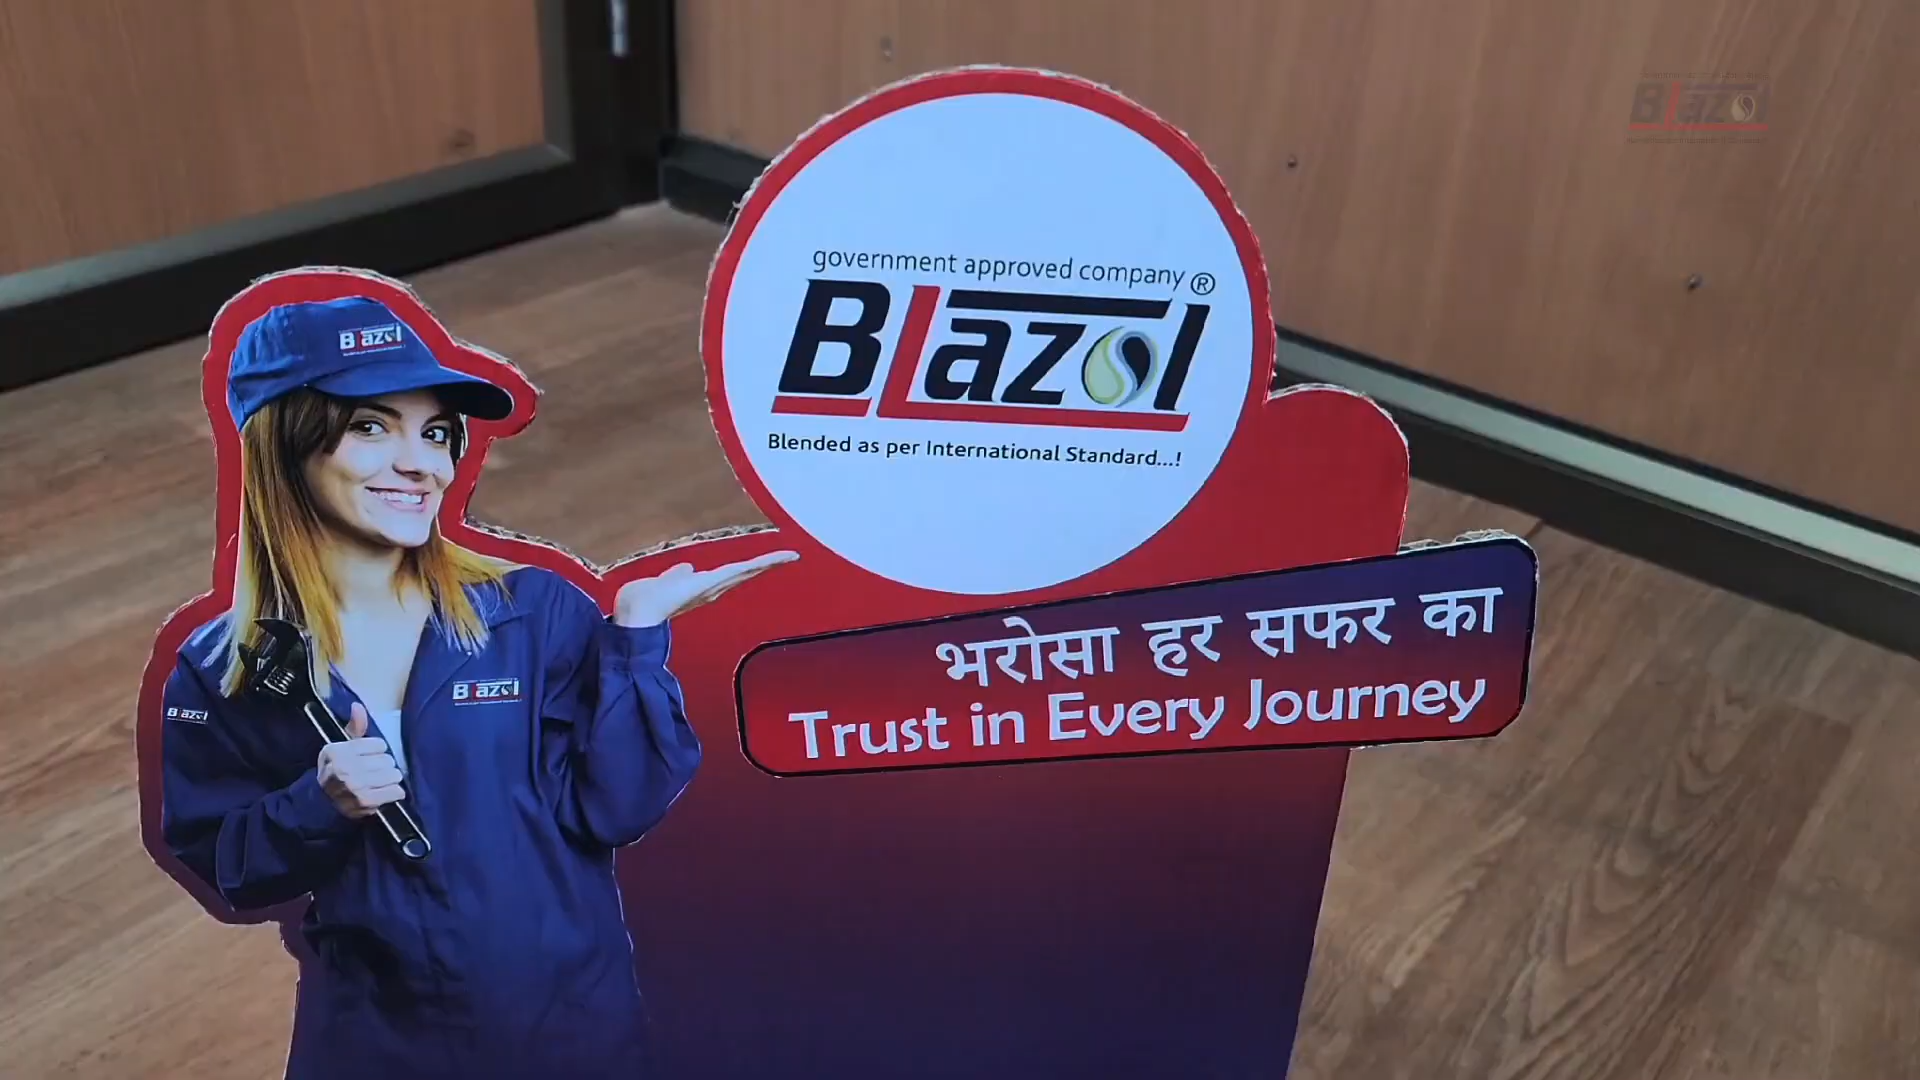 government approved company ®
BLazol
Blended as per International Standard...!
भरोसा हर सफर का
Trust in Every Journey
Blazol
Blazol
Blazol
Blazol